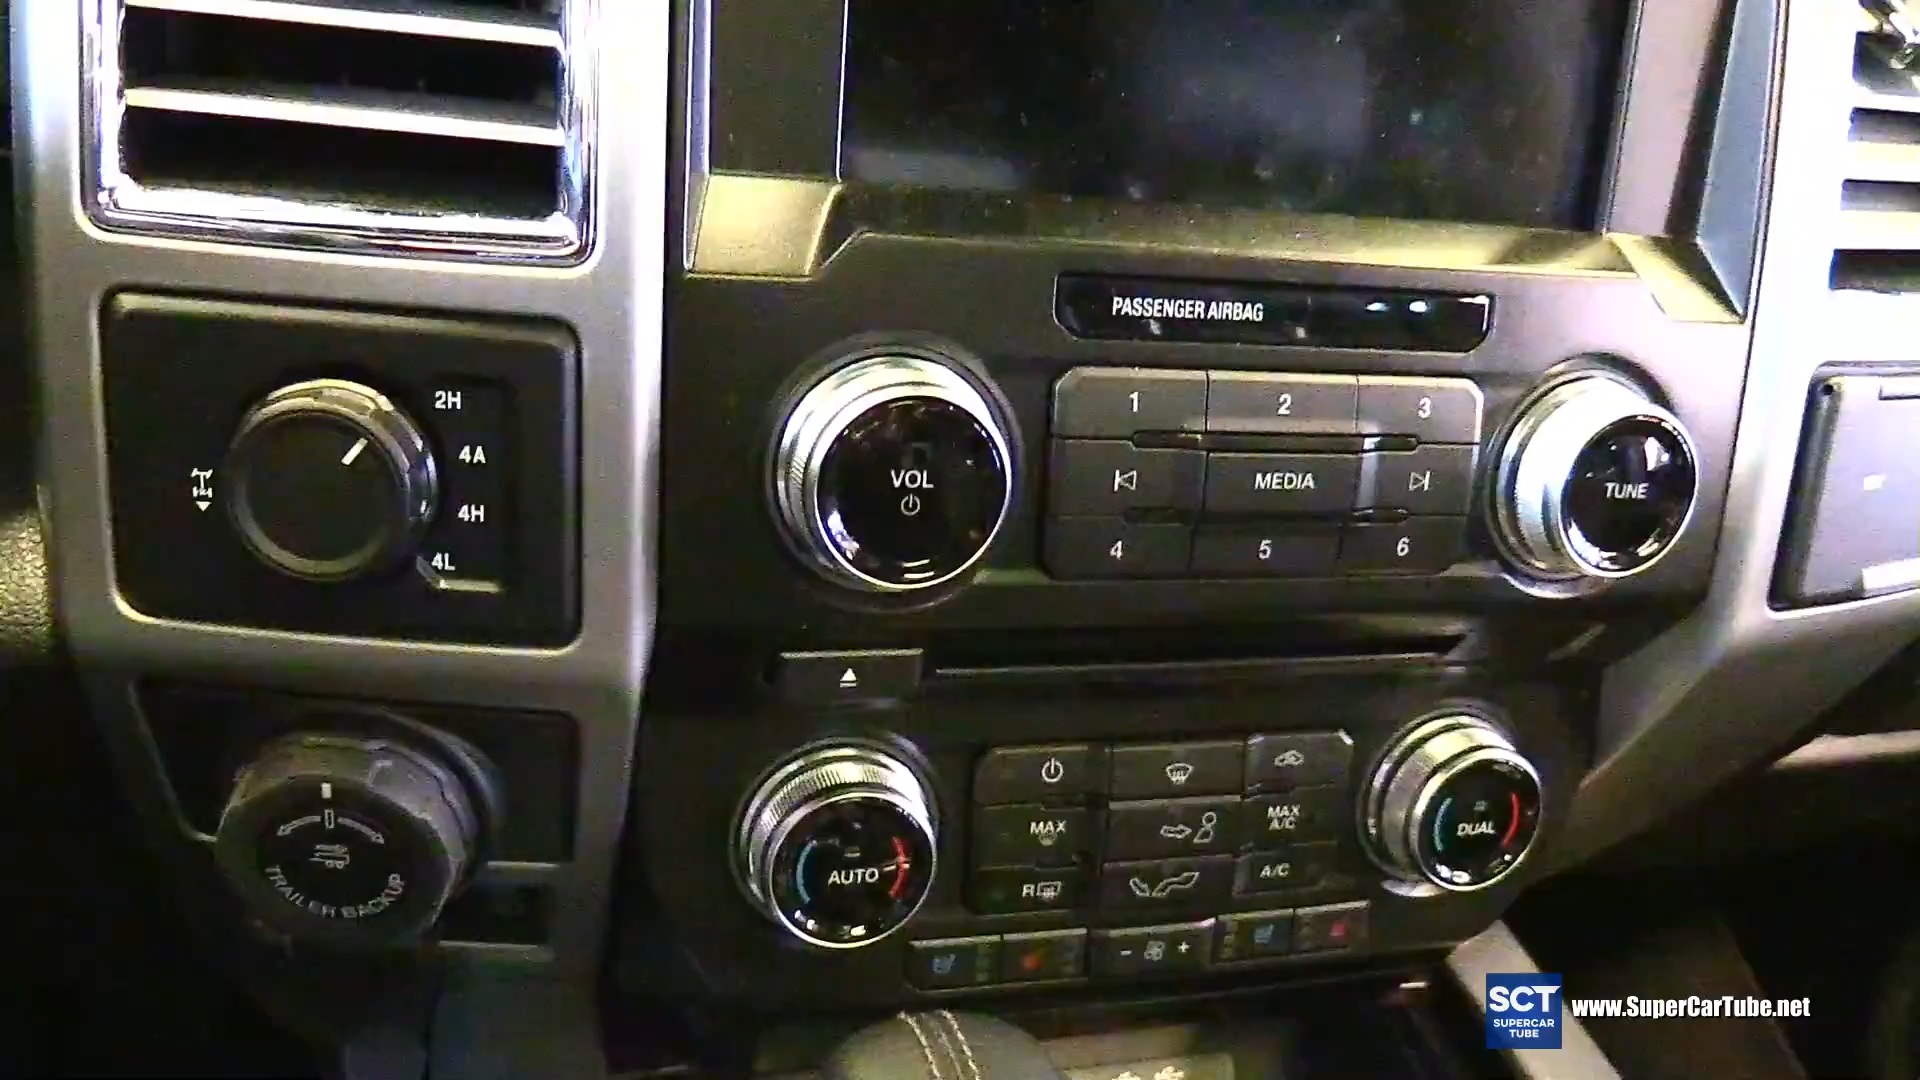 PASSENGER AIRBAG
2H
4A
4H
4L
1 2 3
VOL
MEDIA
TUNE
4 5 6
TRAILER BACKUP
AUTO
MAX
R
MAX
A/C
A/C
DUAL
- +
SCT
SUPERCAR
TUBE
www.SuperCarTube.net